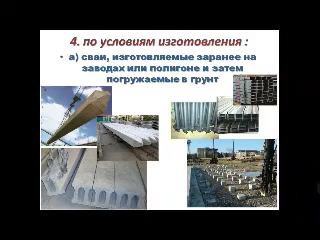 4. по условиям изготовления :
• а) сваи, изготовляемые заранее на
заводах или полигоне и затем
погружаемые в грунт